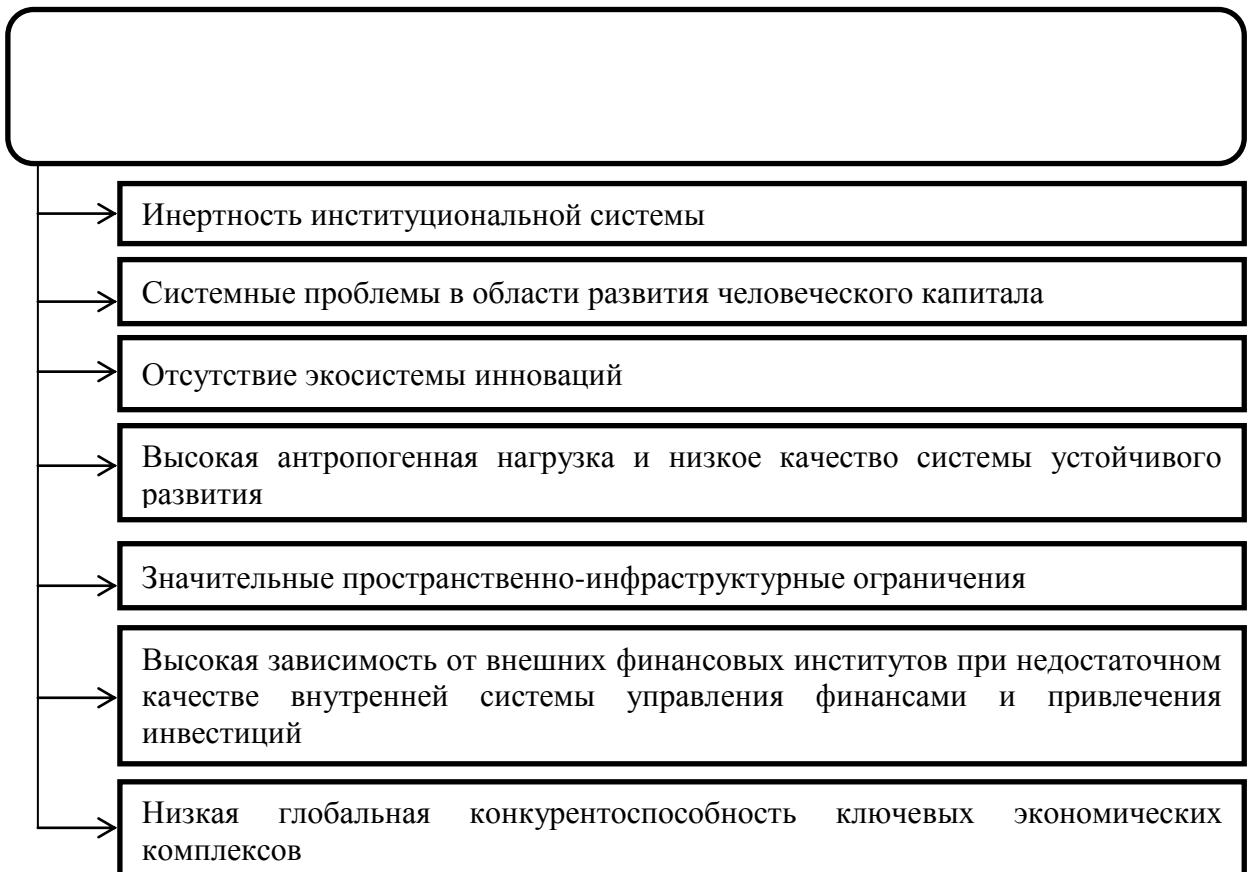 Инертность институциональной системы
Системные проблемы в области развития человеческого капитала
Отсутствие экосистемы инноваций
Высокая антропогенная нагрузка и низкое качество системы устойчивого
развития
Значительные пространственно-инфраструктурные ограничения
Высокая зависимость от внешних финансовых институтов при недостаточном
качестве внутренней системы управления финансами и привлечения
инвестиций
Низкая глобальная конкурентоспособность ключевых экономических
комплексов